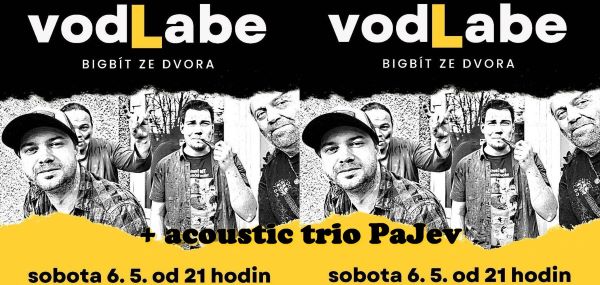 vodLabe vodLabe
BIGBÍT ZE DVORA BIGBÍT ZE DVORA
+ acoustic trio PaJev
sobota 6. 5. od 21 hodin sobota 6. 5. od 21 hodin